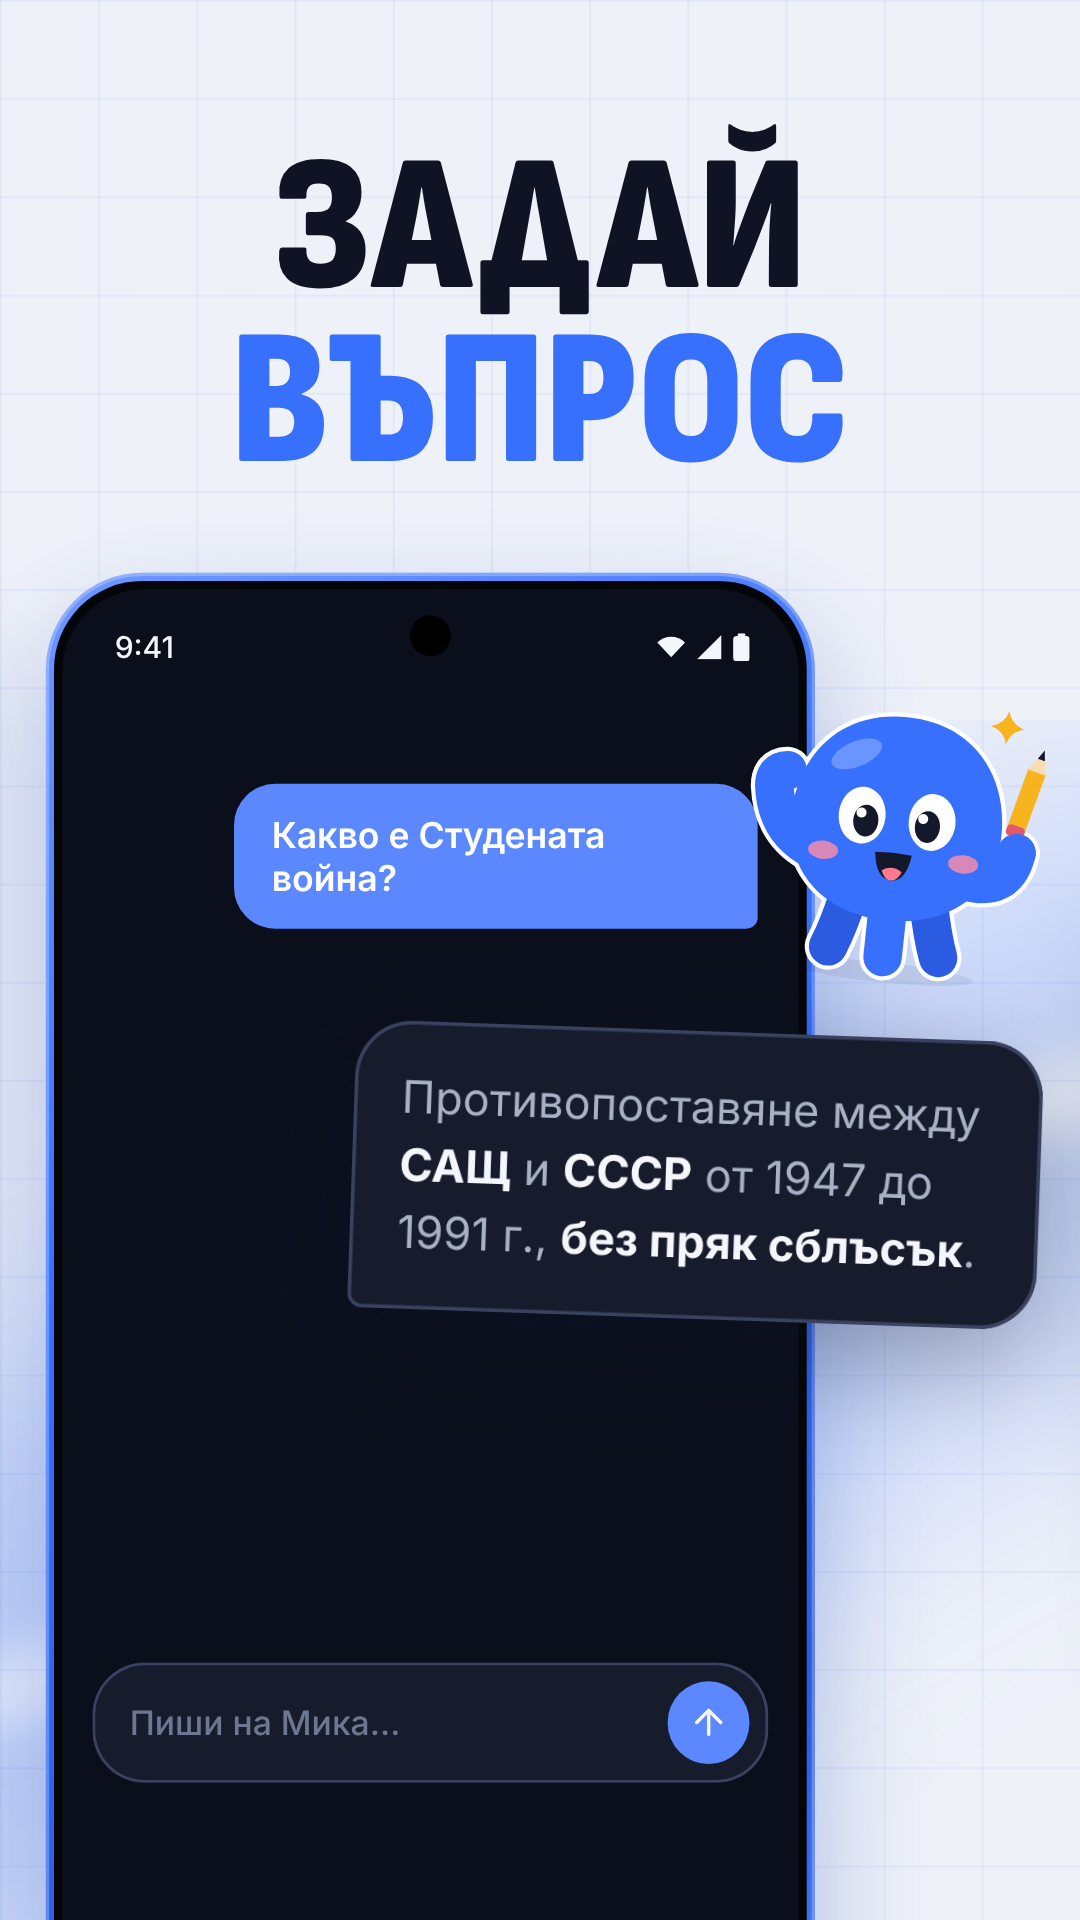 ЗАДАЙ
ВЪПРОС
9:41
Какво е Студената
война?
Противопоставяне между
САЩ и СССР от 1947 до
1991 г., без пряк сблъсък.
Пиши на Мика...